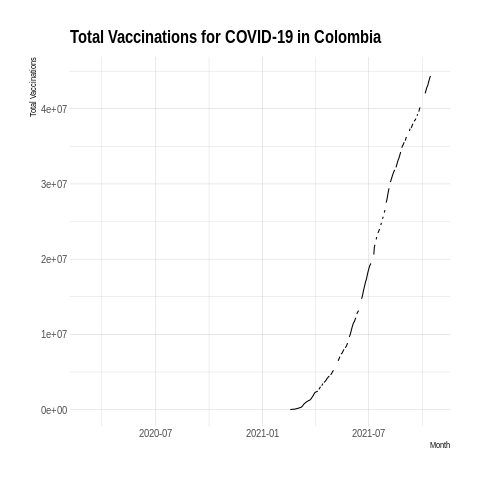 Total Vaccinations for COVID-19 in Colombia
Total Vaccinations
4e+07
3e+07
2e+07
1e+07
0e+00
2020-07
2021-01
2021-07
Month